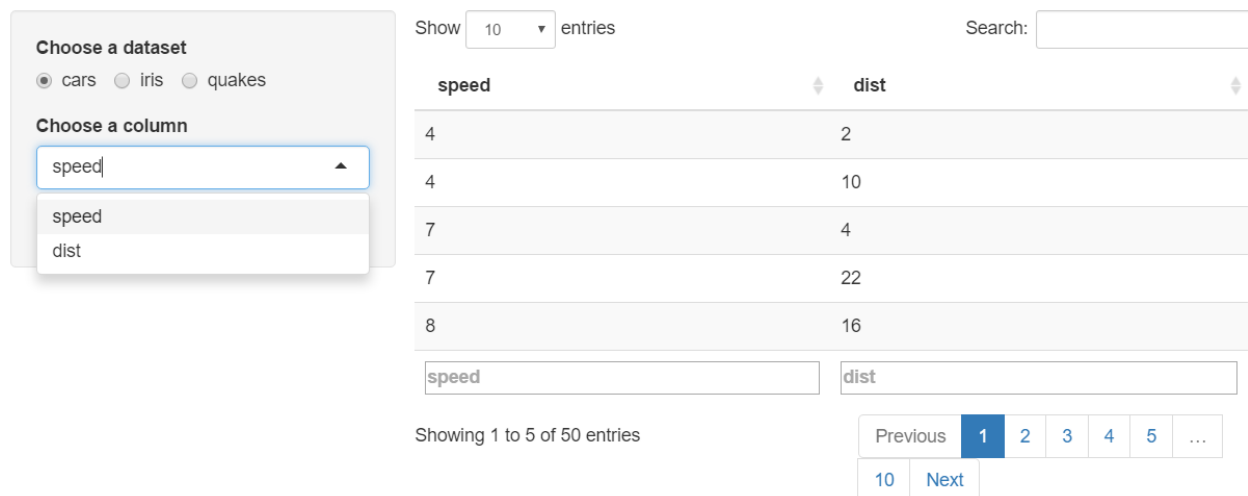 Choose a dataset
cars iris quakes
Choose a column
speed
speed
dist
Show 10 entries Search:
speed dist
4 2
4 10
7 4
7 22
8 16
speed dist
Showing 1 to 5 of 50 entries
Previous 1 2 3 4 5 ...
10 Next